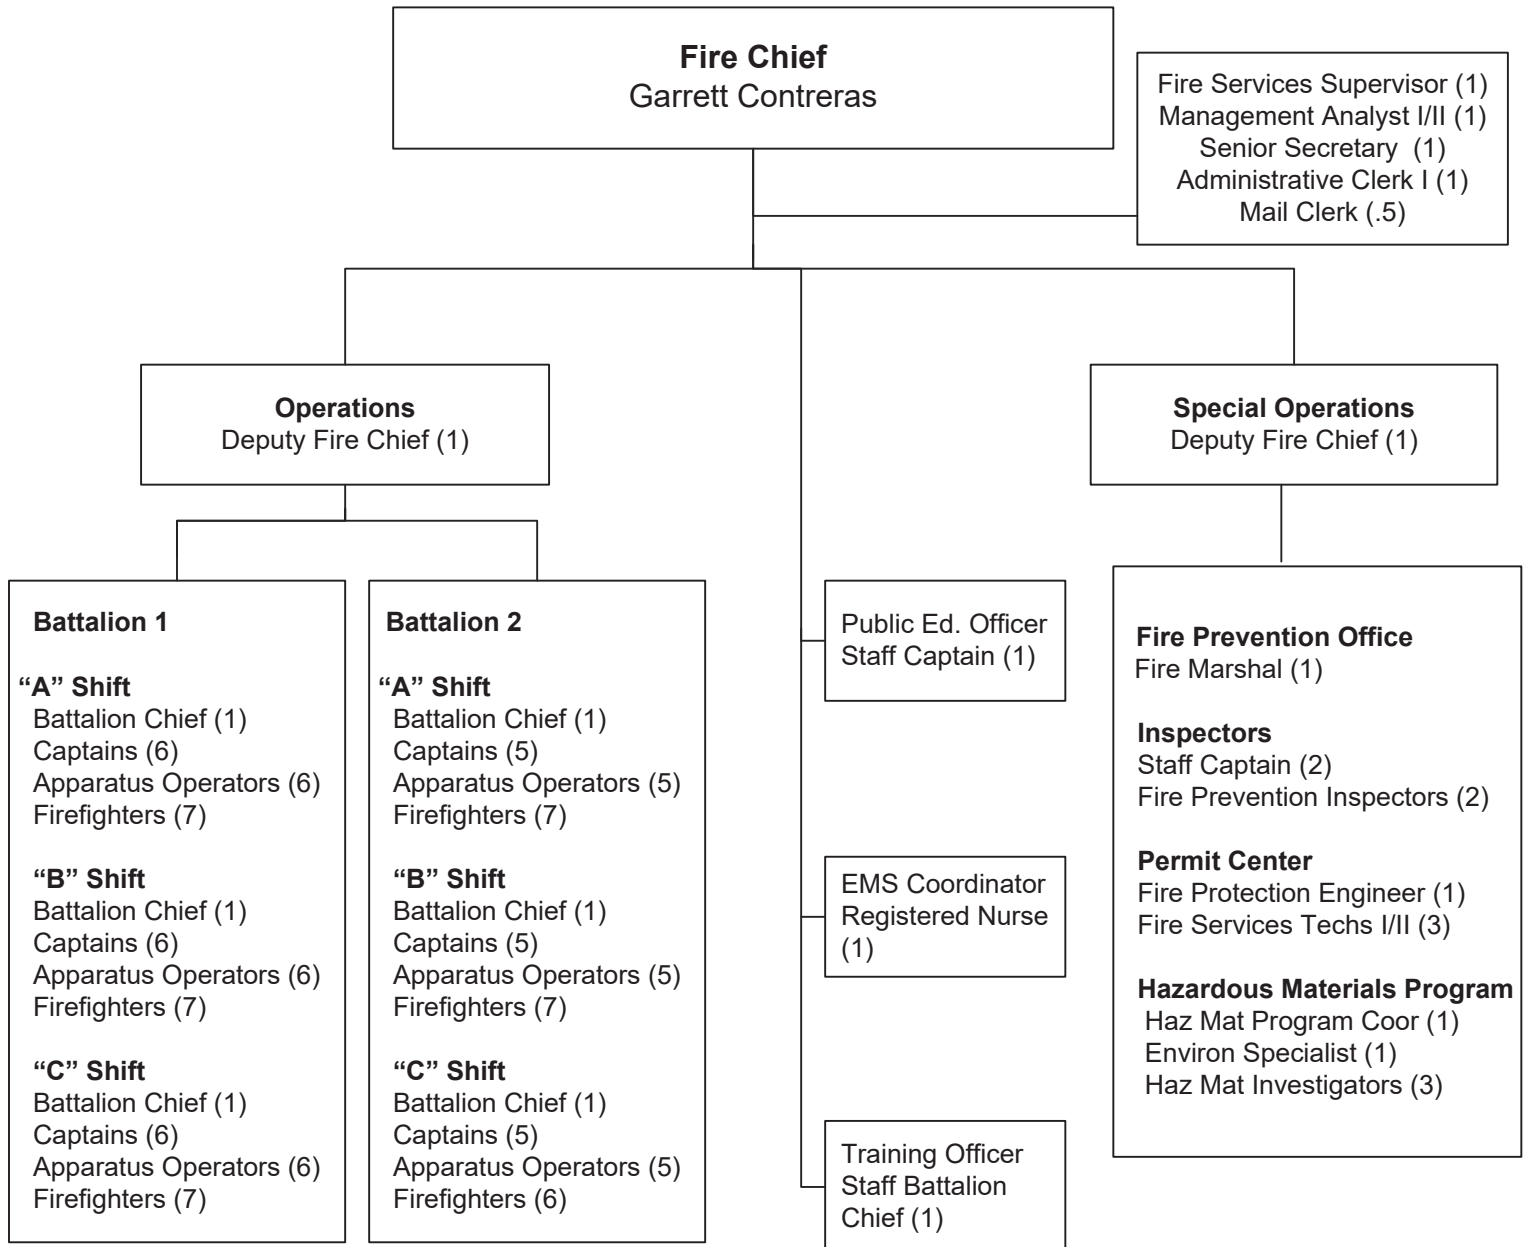 Fire Chief
Garrett Contreras
Fire Services Supervisor (1)
Management Analyst I/II (1)
Senior Secretary (1)
Administrative Clerk I (1)
Mail Clerk (.5)
Operations
Deputy Fire Chief (1)
Special Operations
Deputy Fire Chief (1)
Battalion 1
“A” Shift
Battalion Chief (1)
Captains (6)
Apparatus Operators (6)
Firefighters (7)
“B” Shift
Battalion Chief (1)
Captains (6)
Apparatus Operators (6)
Firefighters (7)
“C” Shift
Battalion Chief (1)
Captains (6)
Apparatus Operators (6)
Firefighters (7)
Battalion 2
“A” Shift
Battalion Chief (1)
Captains (5)
Apparatus Operators (5)
Firefighters (7)
“B” Shift
Battalion Chief (1)
Captains (5)
Apparatus Operators (5)
Firefighters (7)
“C” Shift
Battalion Chief (1)
Captains (5)
Apparatus Operators (5)
Firefighters (6)
Public Ed. Officer
Staff Captain (1)
EMS Coordinator
Registered Nurse
(1)
Training Officer
Staff Battalion
Chief (1)
Fire Prevention Office
Fire Marshal (1)
Inspectors
Staff Captain (2)
Fire Prevention Inspectors (2)
Permit Center
Fire Protection Engineer (1)
Fire Services Techs I/II (3)
Hazardous Materials Program
Haz Mat Program Coor (1)
Environ Specialist (1)
Haz Mat Investigators (3)